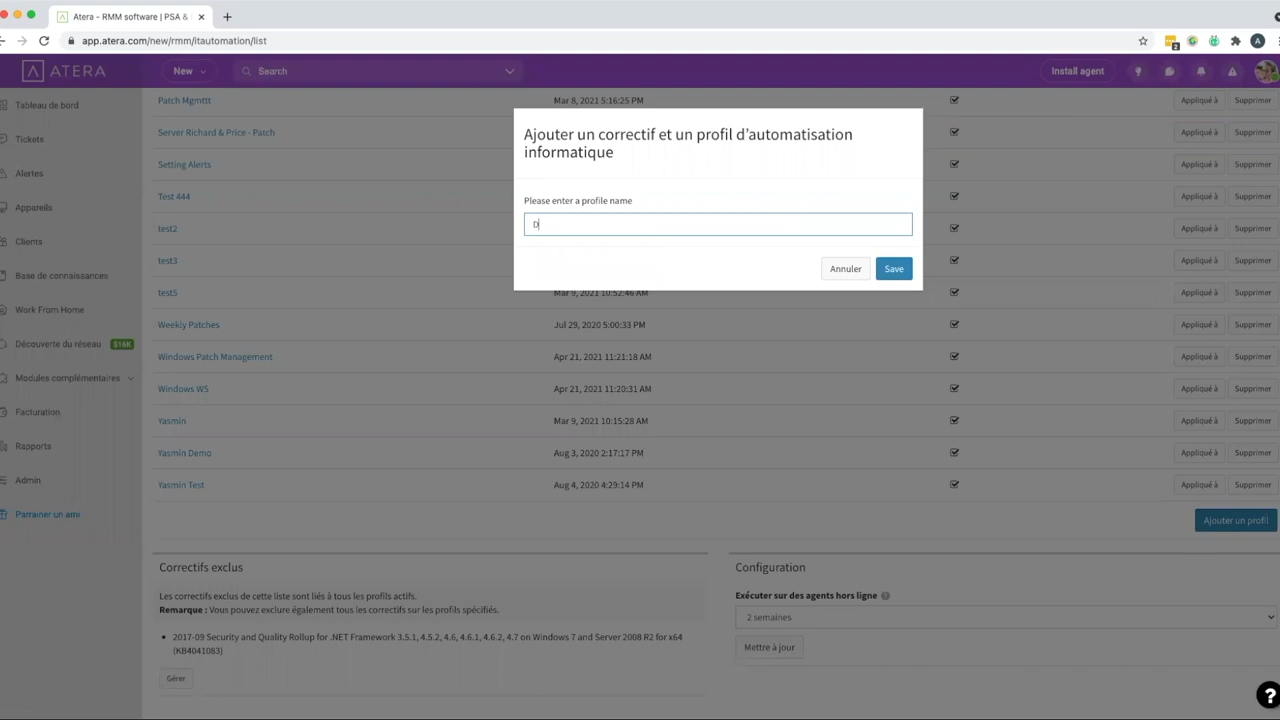 Atera - RMM software | PSA &
app.atera.com/new/rmm/itautomation/list
2
A
ATERA
New
Search
Install agent
Tableau de bord
Tickets
Alertes
Appareils
Clients
Base de connaissances
Work From Home
Découverte du réseau $16K
Modules complémentaires
Facturation
Rapports
Admin
Parrainer un ami
Patch Mgmttt Mar 8, 2021 5:16:25 PM Appliqué à Supprimer
Server Richard & Price - Patch Appliqué à Supprimer
Setting Alerts Appliqué à Supprimer
Test 444 Appliqué à Supprimer
test2 Appliqué à Supprimer
test3 Appliqué à Supprimer
test5 Mar 9, 2021 10:52:46 AM Appliqué à Supprimer
Weekly Patches Jul 29, 2020 5:00:33 PM Appliqué à Supprimer
Windows Patch Management Apr 21, 2021 11:21:18 AM Appliqué à Supprimer
Windows WS Apr 21, 2021 11:20:31 AM Appliqué à Supprimer
Yasmin Mar 9, 2021 10:15:28 AM Appliqué à Supprimer
Yasmin Demo Aug 3, 2020 2:17:17 PM Appliqué à Supprimer
Yasmin Test Aug 4, 2020 4:29:14 PM Appliqué à Supprimer
Ajouter un correctif et un profil d’automatisation
informatique
Please enter a profile name
D
Annuler Save
Ajouter un profil
Correctifs exclus
Les correctifs exclus de cette liste sont liés à tous les profils actifs.
Remarque : Vous pouvez exclure également tous les correctifs sur les profils spécifiés.
• 2017-09 Security and Quality Rollup for .NET Framework 3.5.1, 4.5.2, 4.6, 4.6.1, 4.6.2, 4.7 on Windows 7 and Server 2008 R2 for x64
(KB4041083)
Gérer
Configuration
Exécuter sur des agents hors ligne ?
2 semaines
Mettre à jour
?